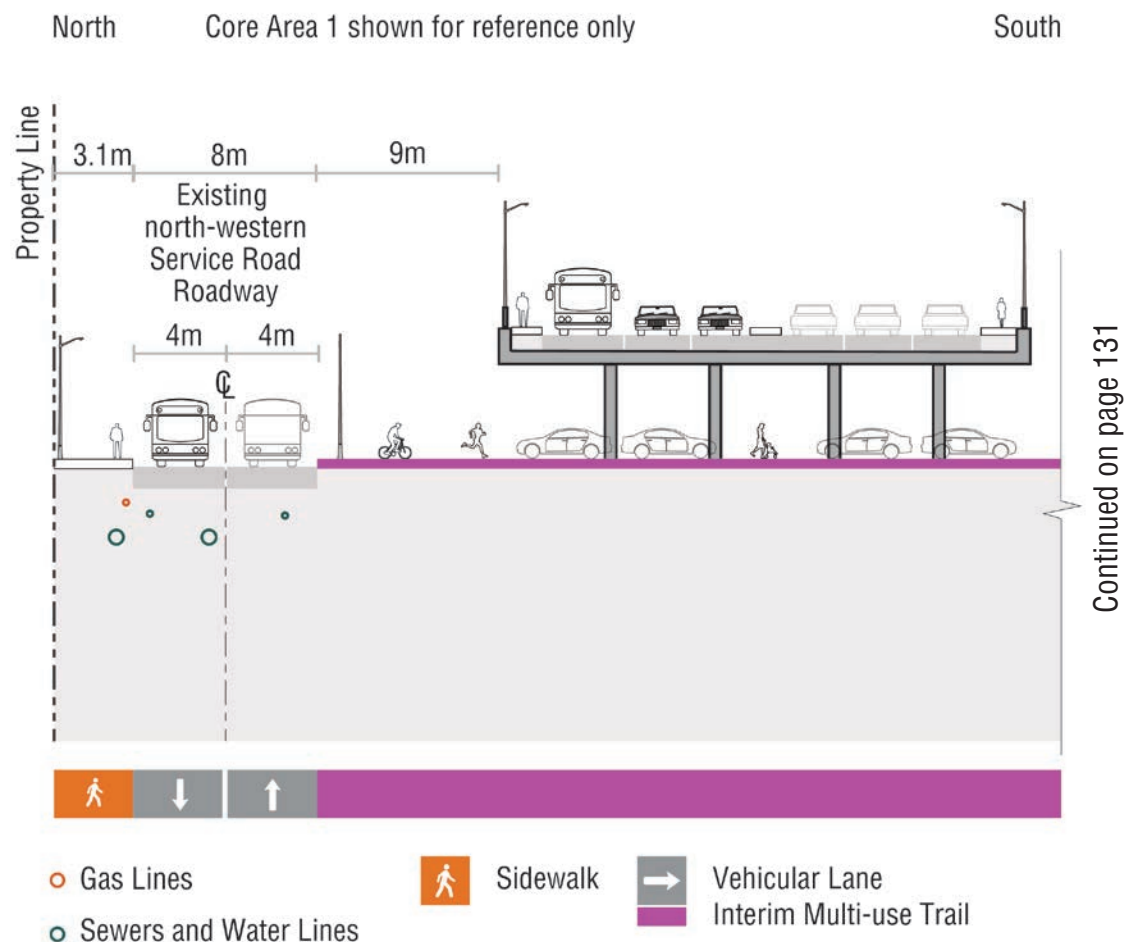 North
Core Area 1 shown for reference only
South
Property Line
3.1m
8m
9m
Existing
north-western
Service Road
Roadway
4m
4m
℄
Continued on page 131
Gas Lines
Sewers and Water Lines
Sidewalk
Vehicular Lane
Interim Multi-use Trail